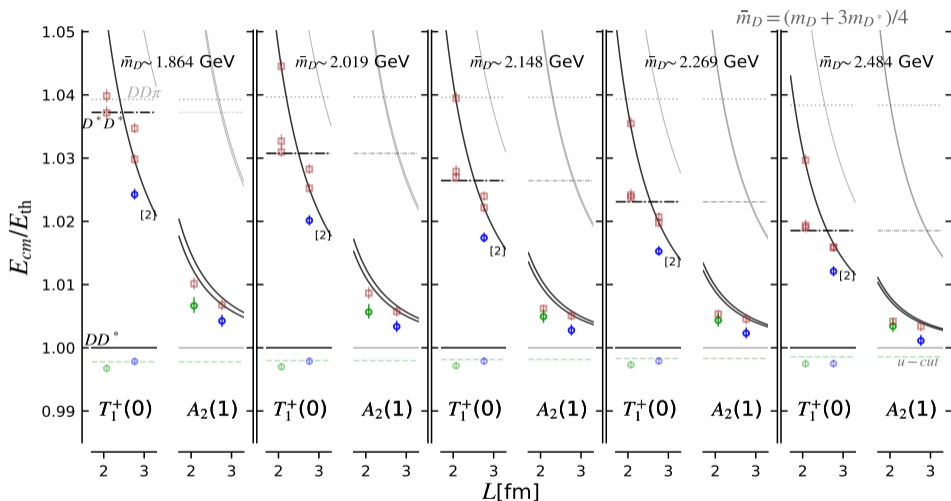 m̄_D = (m_D + 3m_{D*})/4
1.05
m̄_D ~ 1.864 GeV
m̄_D ~ 2.019 GeV
m̄_D ~ 2.148 GeV
m̄_D ~ 2.269 GeV
m̄_D ~ 2.484 GeV
1.04
DDπ
D*D*
1.03
1.02
[2]
[2]
[2]
[2]
[2]
E_{cm}/E_{th}
1.01
DD*
1.00
u − cut
0.99
T_1^+(0) A_2(1) T_1^+(0) A_2(1) T_1^+(0) A_2(1) T_1^+(0) A_2(1) T_1^+(0) A_2(1)
2 3 2 3 2 3 2 3 2 3 2 3 2 3 2 3 2 3 2 3
L[fm]